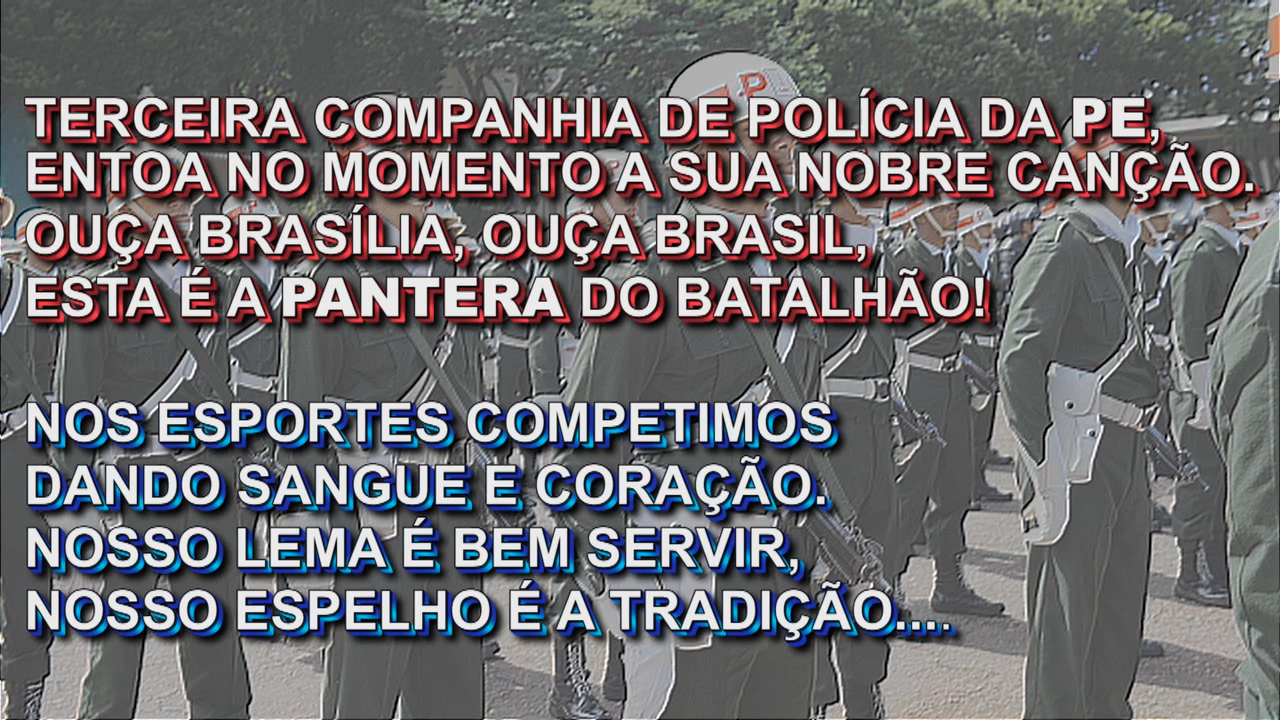 TERCEIRA COMPANHIA DE POLÍCIA DA PE,
ENTOA NO MOMENTO A SUA NOBRE CANÇÃO.
OUÇA BRASÍLIA, OUÇA BRASIL,
ESTA É A PANTERA DO BATALHÃO!
NOS ESPORTES COMPETIMOS
DANDO SANGUE E CORAÇÃO.
NOSSO LEMA É BEM SERVIR,
NOSSO ESPELHO É A TRADIÇÃO....